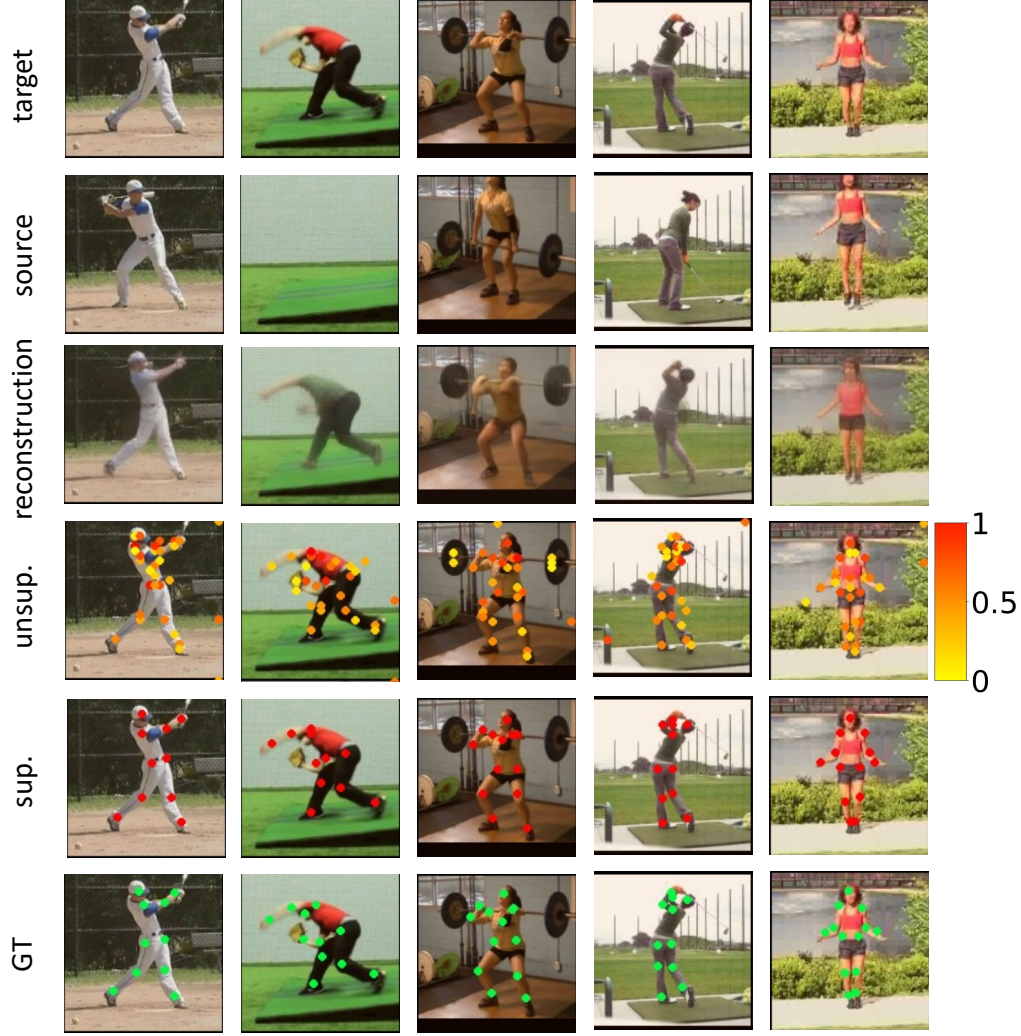 target
source
reconstruction
unsup.
1
0.5
0
sup.
GT